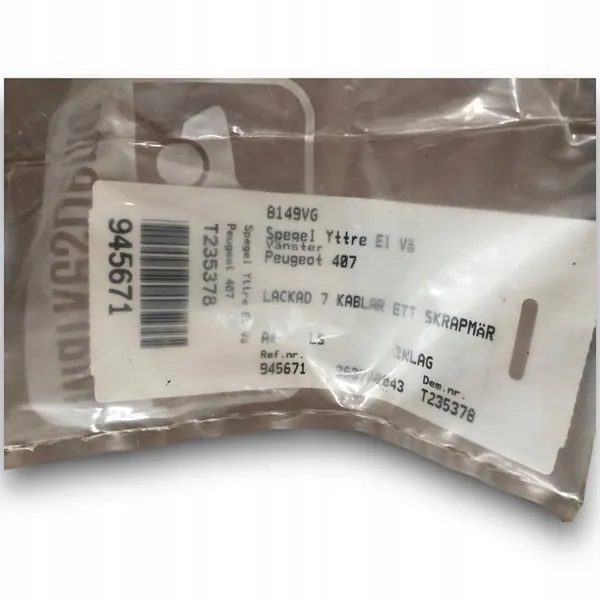 8149VG
Spegel Yttre El Vä
Vänster
Peugeot 407
LACKAD 7 KABLAR ETT SKRAPMÄR
LS
IRLAG
Ref.nr.
945671
Dem.nr.
T235378
945671
T235378
Peugeot 407
Spegel Yttre El Vä